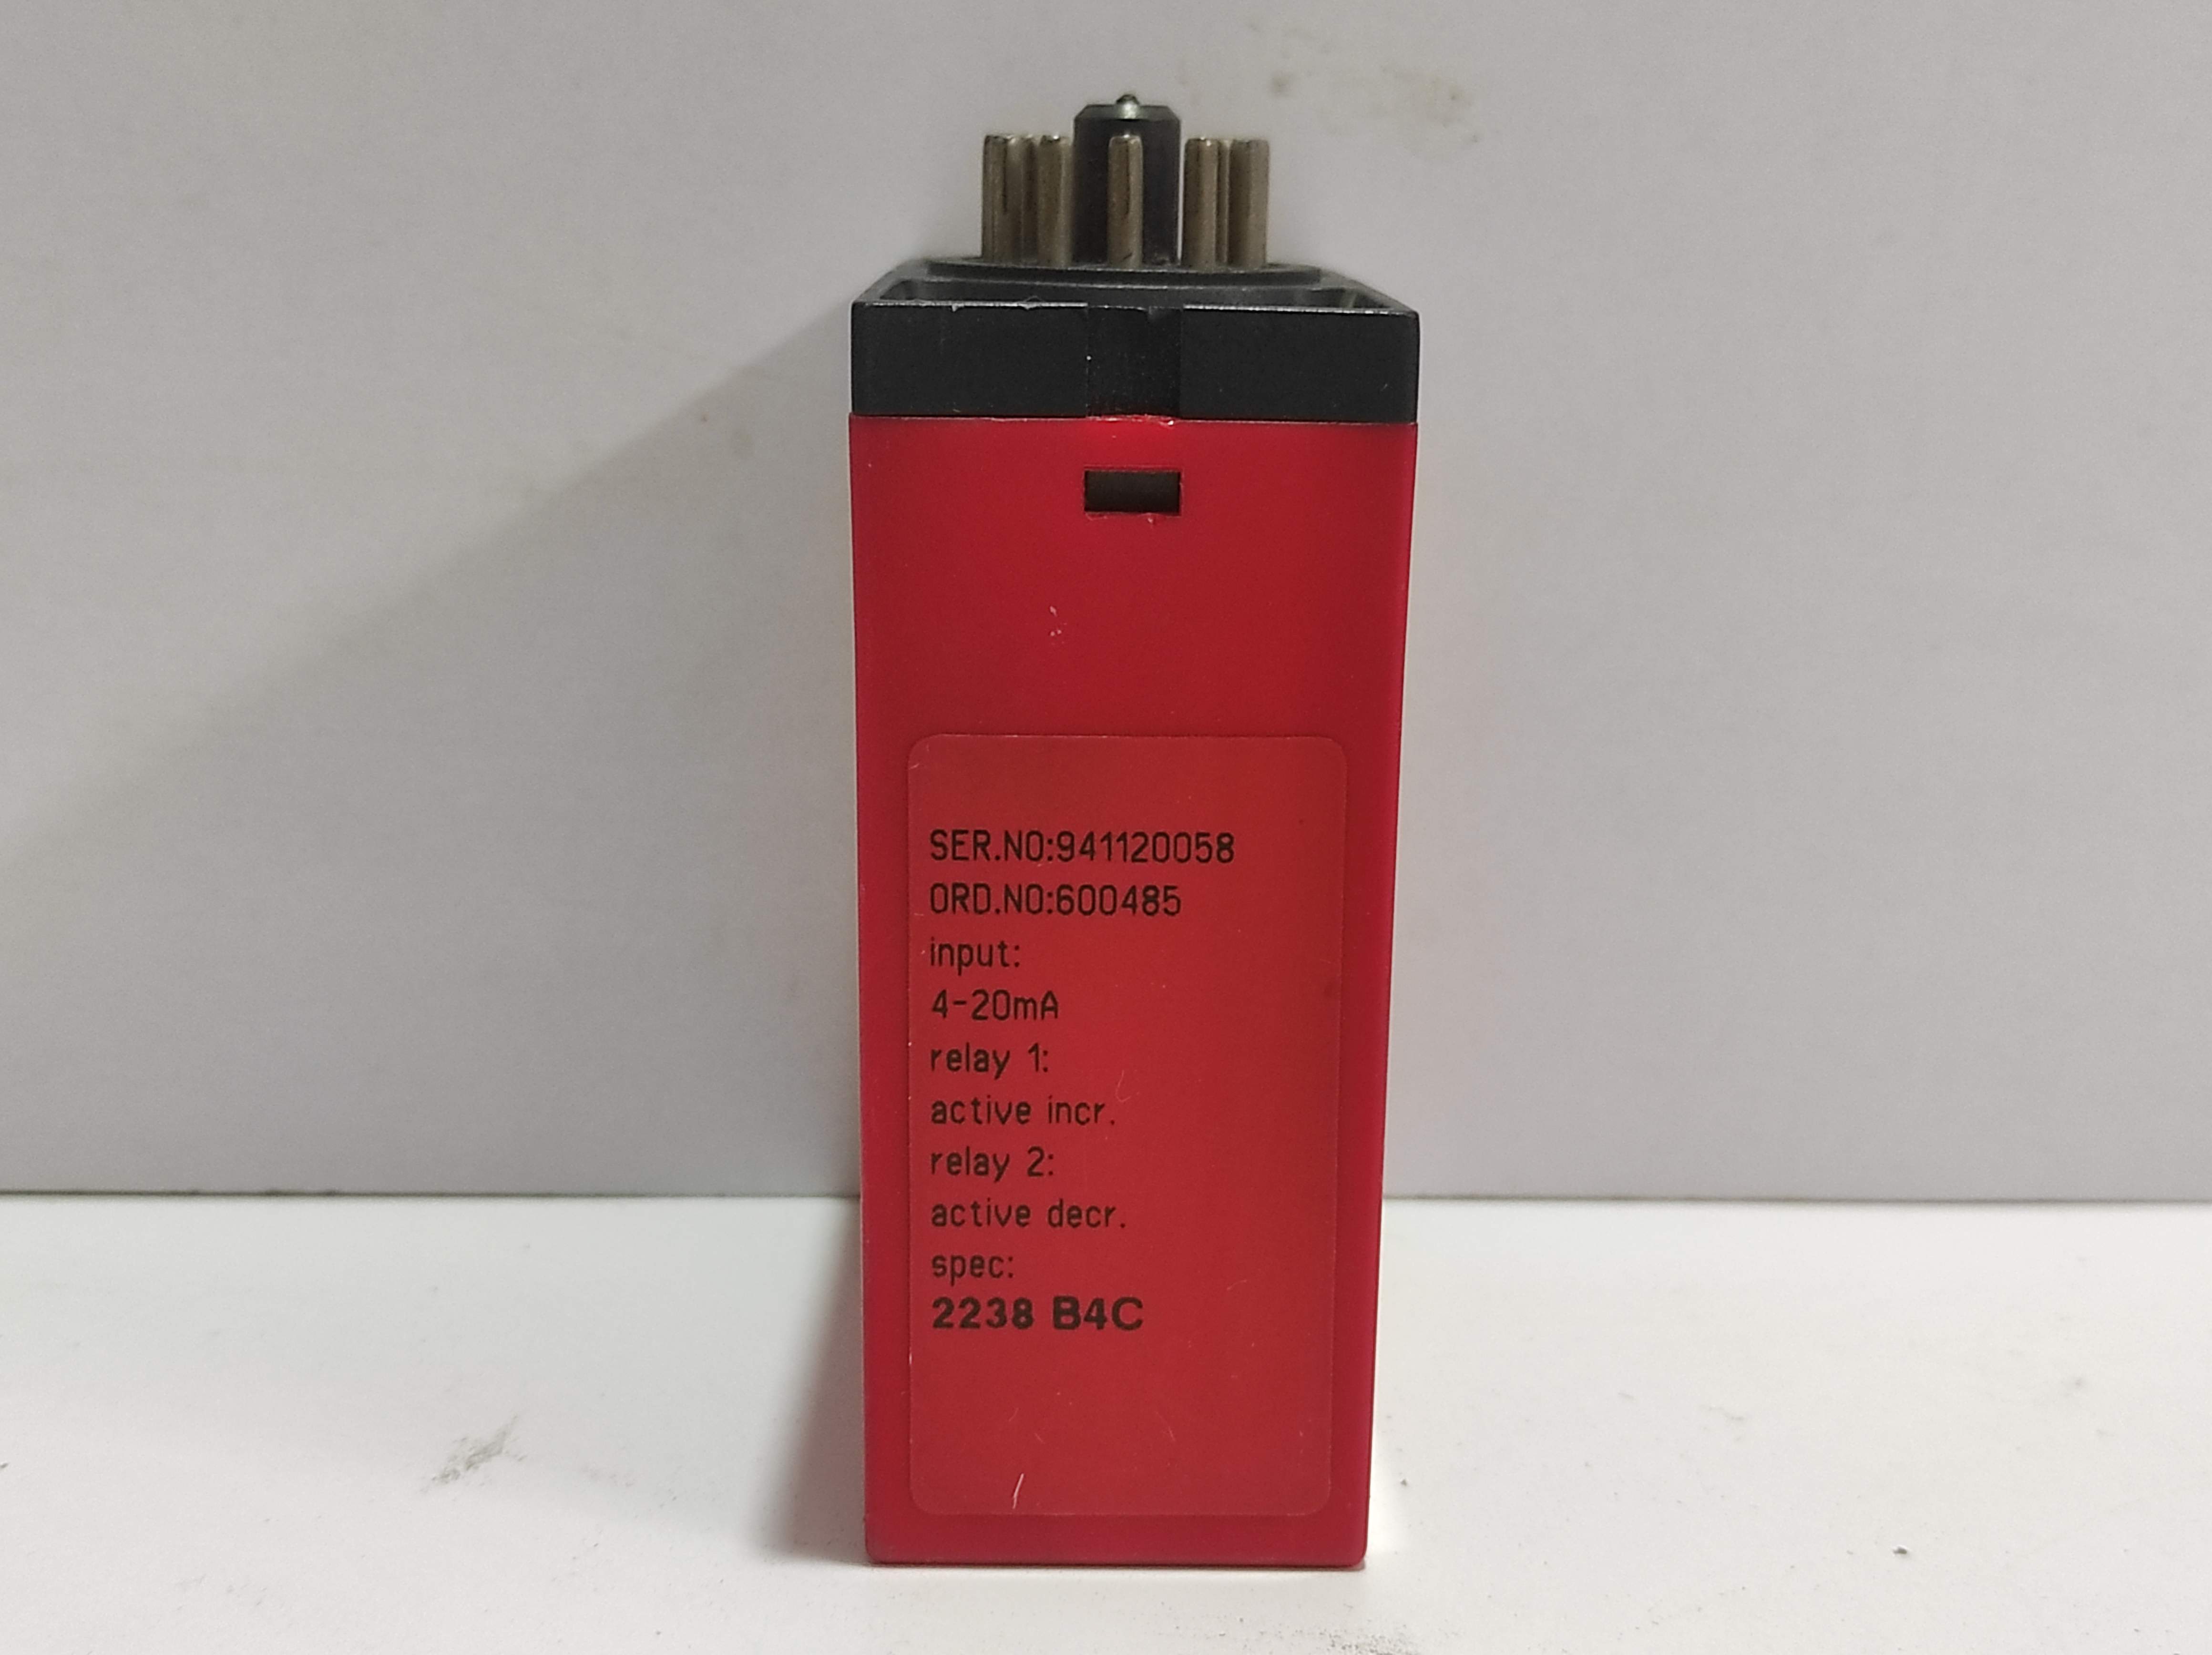 SER.NO:941120058
ORD.NO:600485
input:
4-20mA
relay 1:
active incr.
relay 2:
active decr.
spec:
2238 B4C